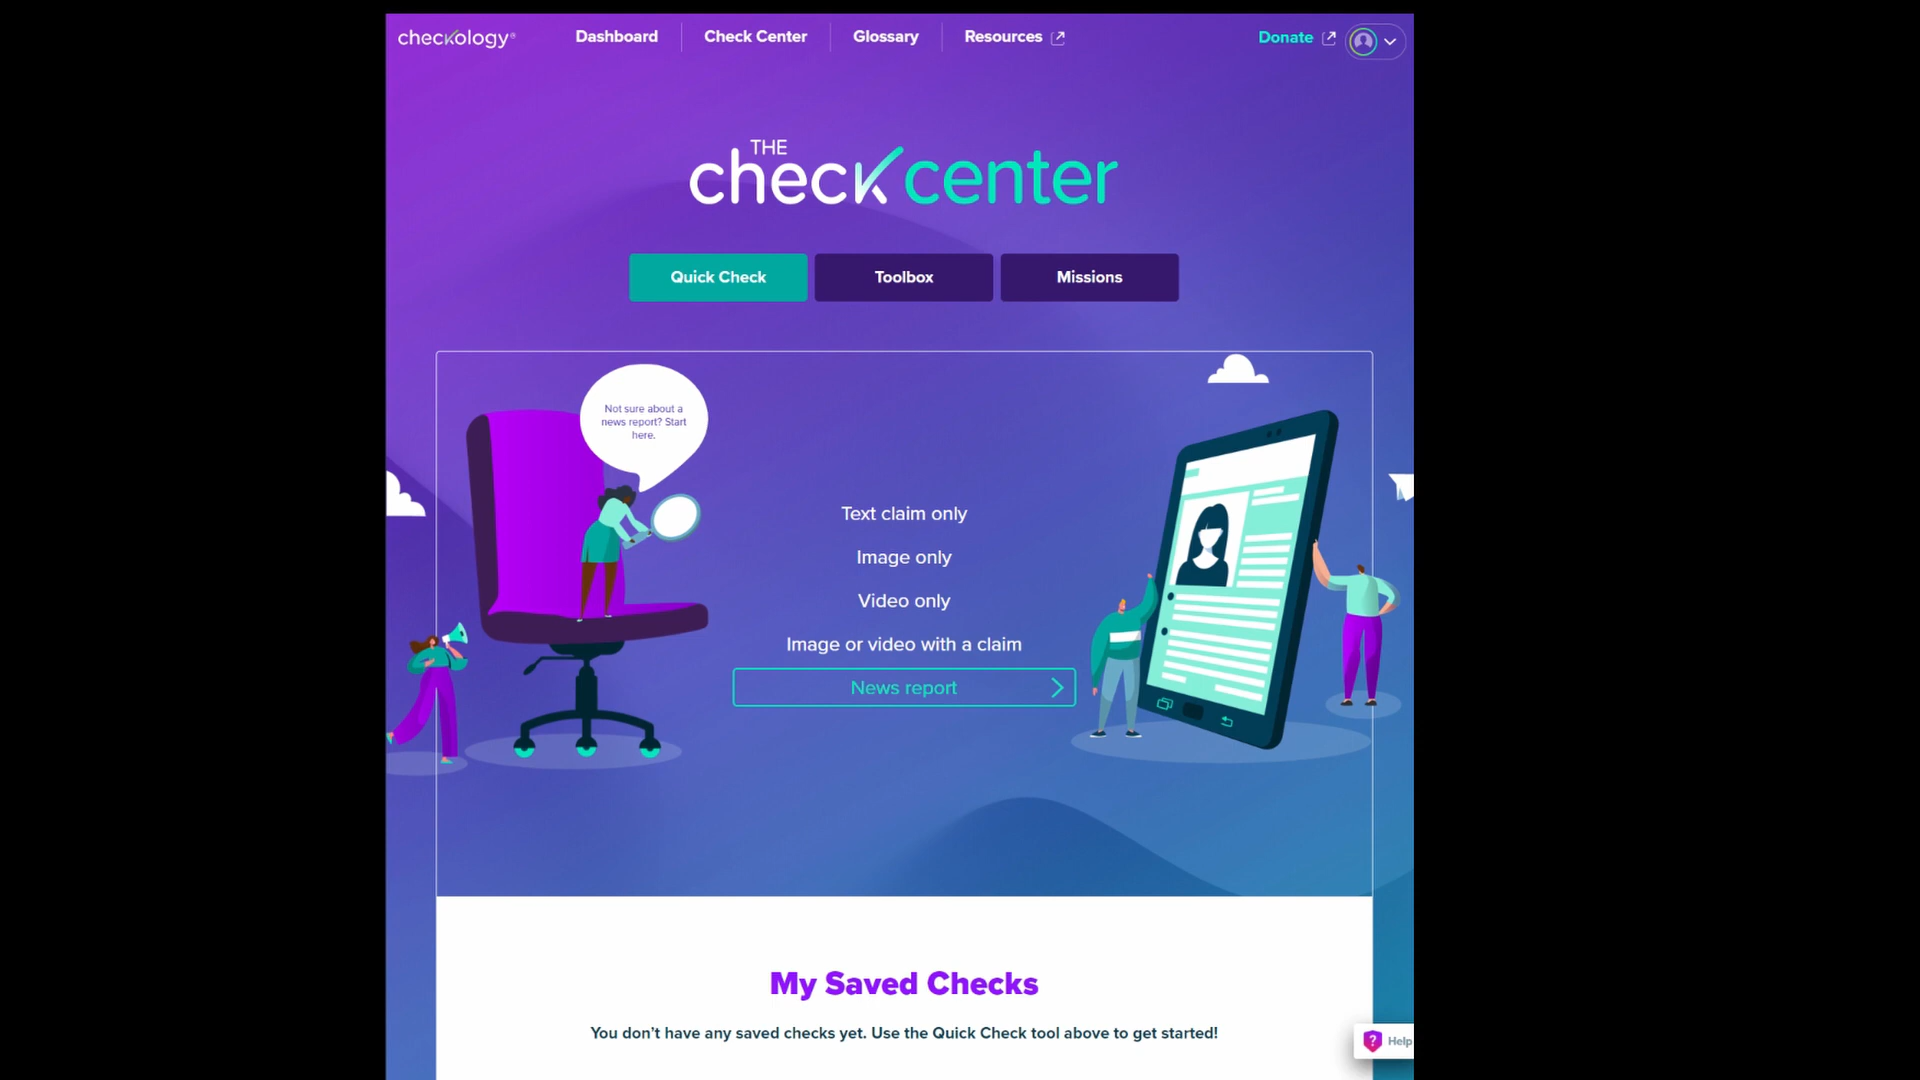 checkology®
Dashboard
Check Center
Glossary
Resources
Donate
THE
check center
Quick Check
Toolbox
Missions
Not sure about a
news report? Start
here.
Text claim only
Image only
Video only
Image or video with a claim
News report
My Saved Checks
You don’t have any saved checks yet. Use the Quick Check tool above to get started!
? Help